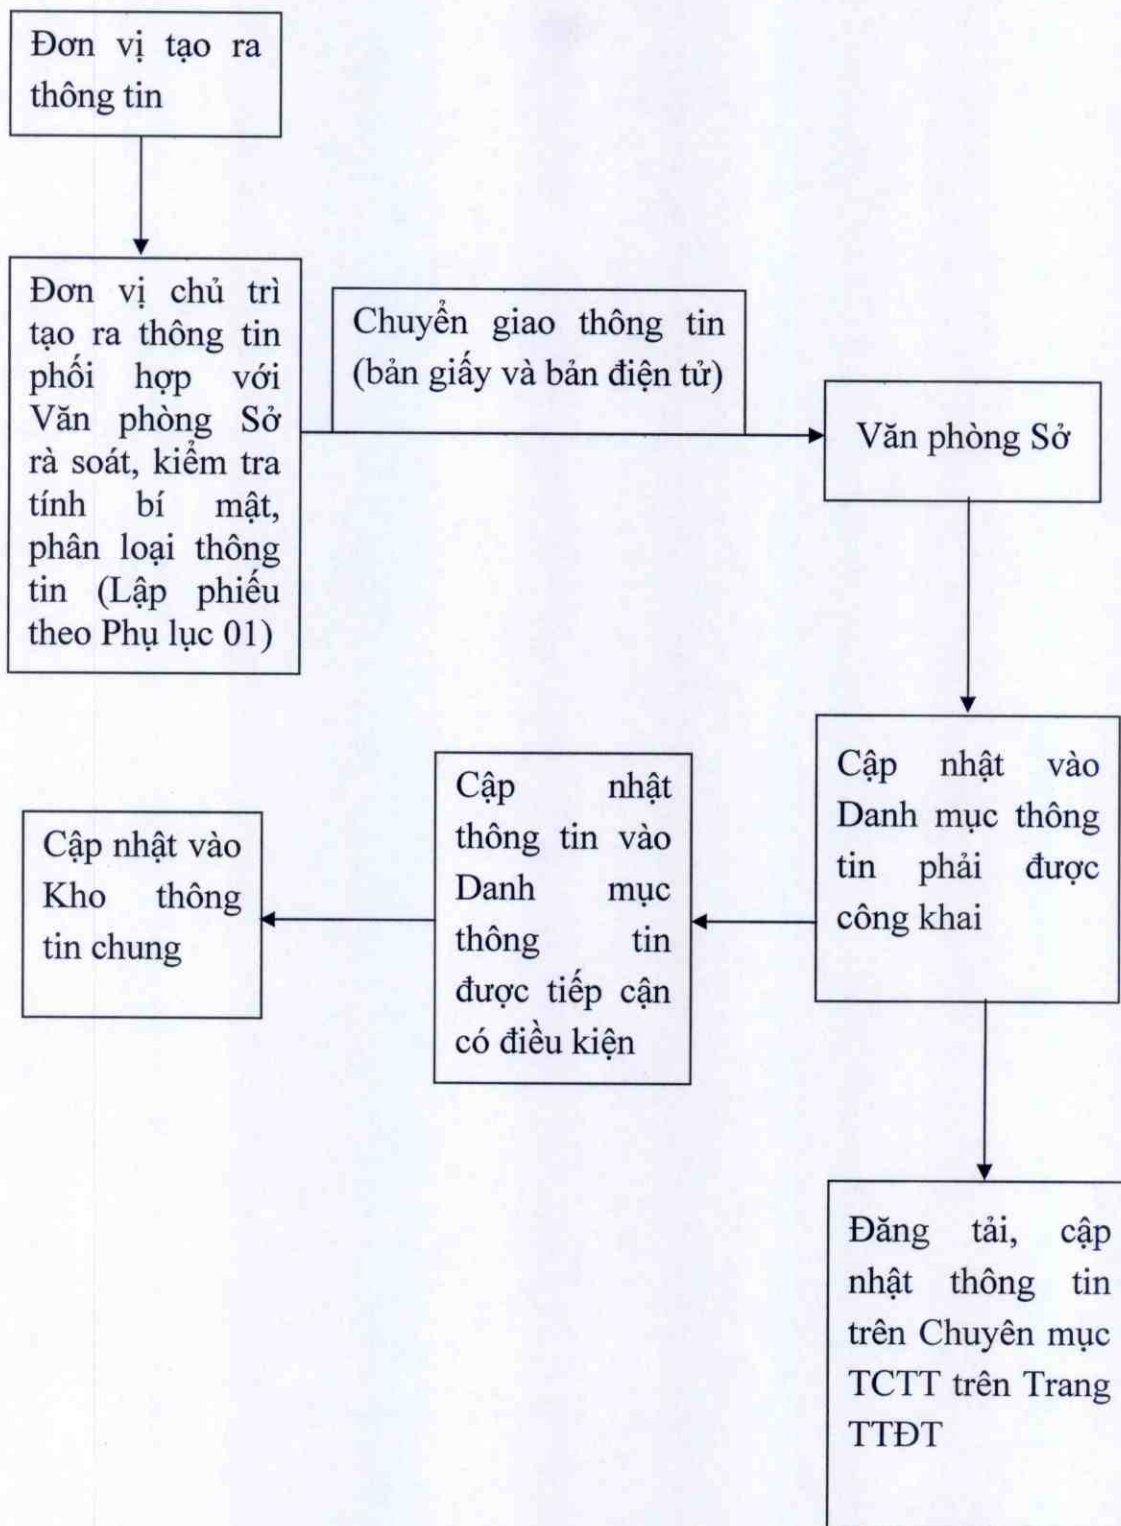 Đơn vị tạo ra
thông tin
Đơn vị chủ trì
tạo ra thông tin
phối hợp với
Văn phòng Sở
rà soát, kiểm tra
tính bí mật,
phân loại thông
tin (Lập phiếu
theo Phụ lục 01)
Chuyển giao thông tin
(bản giấy và bản điện tử)
Văn phòng Sở
Cập nhật vào
Danh mục thông
tin phải được
công khai
Cập nhật
thông tin vào
Danh mục
thông tin
được tiếp cận
có điều kiện
Cập nhật vào
Kho thông
tin chung
Đăng tải, cập
nhật thông tin
trên Chuyên mục
TCTT trên Trang
TTĐT